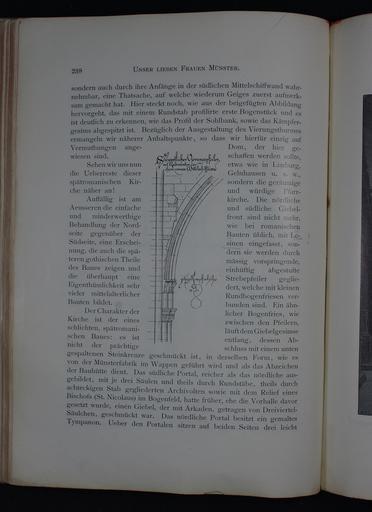 238
UNSER LIEBEN FRAUEN MÜNSTER.
sondern auch durch ihre Anfänge in der südlichen Mittelschiffwand wahr-
nehmbar, eine Thatsache, auf welche wiederum Geiges zuerst aufmerk-
sam gemacht hat. Hier steckt noch, wie aus der beigefügten Abbildung
hervorgeht, das mit einem Rundstab profilirte erste Bogenstück und es
ist deutlich zu erkennen, wie das Profil der Sohlbank, sowie das Kämpfer-
gesims abgespitzt ist. Bezüglich der Ausgestaltung des Vierungsthurmes
ermangeln wir näherer Anhaltspunkte, so dass wir hierfür einzig auf
Vermuthungen ange-
wiesen sind.
Sehen wir uns nun
die Ueberreste dieser
spätromanischen Kir-
che näher an!
Auffällig ist am
Aeusseren die einfache
und minderwerthige
Behandlung der Nord-
seite gegenüber der
Südseite, eine Erschei-
nung, die auch die spä-
teren gothischen Theile
des Baues zeigen und
die überhaupt eine
Eigenthümlichkeit sehr
vieler mittelalterlicher
Bauten bildet.
Der Charakter der
Kirche ist der eines
schlichten, spätromani-
schen Baues; es ist
nicht der prächtige
Dom, der hier ge-
schaffen werden sollte,
etwa wie in Limburg,
Gelnhausen u. s. w.,
sondern die geräumige
und würdige Pfarr-
kirche. Die nördliche
und südliche Giebel-
front sind nicht mehr,
wie bei romanischen
Bauten üblich, mit Le-
sinen eingefasst, son-
dern sie werden durch
mässig vorspringende,
einhüftig abgestufte
Strebepfeiler geglie-
dert, welche mit kleinen
Rundbogenfriesen ver-
bunden sind. Ein ähn-
licher Bogenfries, wie
zwischen den Pfeilern,
läuft dem Giebelgesimse
entlang, dessen Ab-
schluss mit einem unten
gespaltenen Steinkreuze geschmückt ist, in derselben Form, wie es
von der Münsterfabrik im Wappen geführt wird und als das Abzeichen
der Bauhütte dient. Das südliche Portal, reicher als das nördliche aus-
gebildet, mit je drei Säulen und theils durch Rundstäbe, theils durch
achteckigen Stab gegliederten Archivolten sowie mit dem Relief eines
Bischofs (St. Nicolaus) im Bogenfeld, hatte früher, ehe die Vorhalle davor
gesetzt wurde, einen Giebel, der mit Arkaden, getragen von Dreiviertel-
Säulchen, geschmückt war. Das nördliche Portal besitzt ein gemaltes
Tympanon. Ueber den Portalen sitzen auf beiden Seiten drei leicht